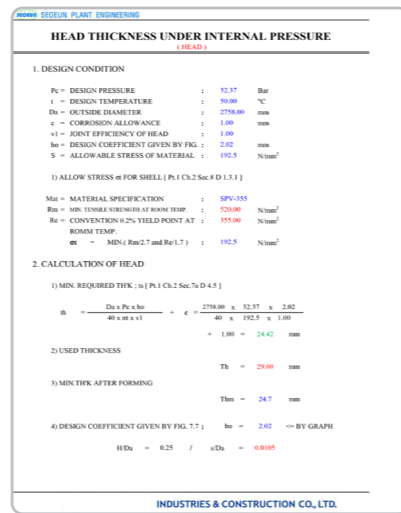 SEOEUN SEDEUN PLANT ENGINEERING
HEAD THICKNESS UNDER INTERNAL PRESSURE
( HEAD )
1. DESIGN CONDITION
Pc = DESIGN PRESSURE : 32.37 Bar
t = DESIGN TEMPERATURE : 50.00 °C
Da = OUTSIDE DIAMETER : 2758.00 mm
c = CORROSION ALLOWANCE : 1.00 mm
v1 = JOINT EFFICIENCY OF HEAD : 1.00
bo = DESIGN COEFFICIENT GIVEN BY FIG. : 2.02 mm
S = ALLOWABLE STRESS OF MATERIAL : 192.5 N/mm²
1) ALLOW STRESS σt FOR SHELL [ Pt.1 Ch.2 Sec.8 D 1.3.1 ]
Mat = MATERIAL SPECIFICATION : SPV-355
Rm = MIN. TENSILE STRENGTH AT ROOM TEMP. : 520.00 N/mm²
Re = CONVENTION 0.2% YIELD POINT AT : 355.00 N/mm²
ROMM TEMP.
σt = MIN.( Rm/2.7 and Re/1.7 ) : 192.5 N/mm²
2. CALCULATION OF HEAD
1) MIN. REQUIRED TH'K ; ts [ Pt.1 Ch.2 Sec.7a D 4.5 ]
th = Da x Pc x bo + c = 2758.00 x 32.37 x 2.02
40 x σt x v1 40 x 192.5 x 1.00
+ 1.00 = 24.42 mm
2) USED THICKNESS
Th = 29.00 mm
3) MIN.TH'K AFTER FORMING
Thm = 24.7 mm
4) DESIGN COEFFICIENT GIVEN BY FIG. 7.7 ; bo = 2.02 <= BY GRAPH
H/Da = 0.25 / s/Da = 0.0105
INDUSTRIES & CONSTRUCTION CO., LTD.